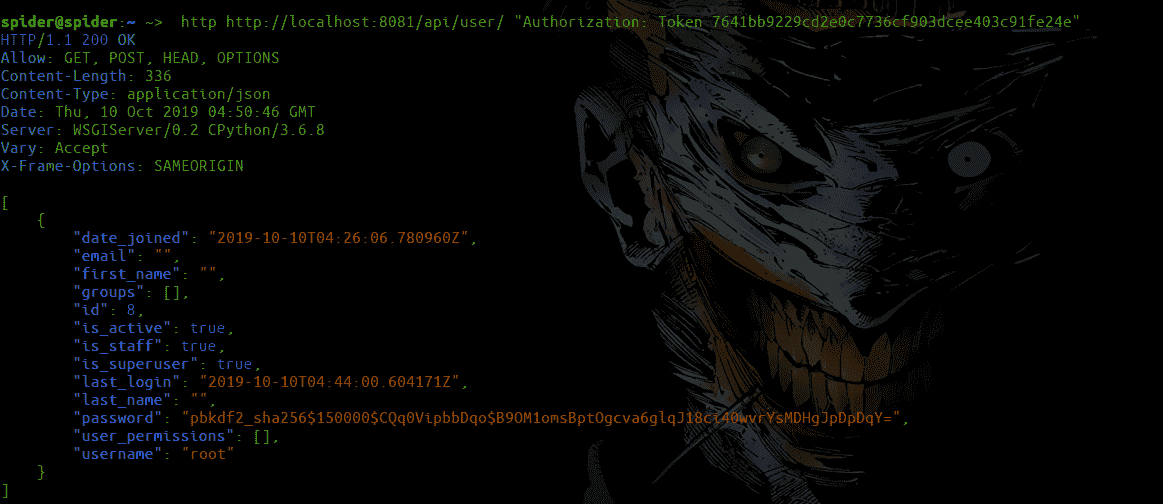 spider@spider:~ ~>  http http://localhost:8081/api/user/ "Authorization: Token 7641bb9229cd2e0c7736cf903dcee403c91fe24e"
HTTP/1.1 200 OK
Allow: GET, POST, HEAD, OPTIONS
Content-Length: 336
Content-Type: application/json
Date: Thu, 10 Oct 2019 04:50:46 GMT
Server: WSGIServer/0.2 CPython/3.6.8
Vary: Accept
X-Frame-Options: SAMEORIGIN
[
{
"date_joined": "2019-10-10T04:26:06.780960Z",
"email": "",
"first_name": "",
"groups": [],
"id": 8,
"is_active": true,
"is_staff": true,
"is_superuser": true,
"last_login": "2019-10-10T04:44:00.604171Z",
"last_name": "",
"password": "pbkdf2_sha256$150000$CQq0VipbbDqo$B9OM1omsBptOgcva6glqJ18ci40wvrYsMDHgJpDpDqY=",
"user_permissions": [],
"username": "root"
}
]